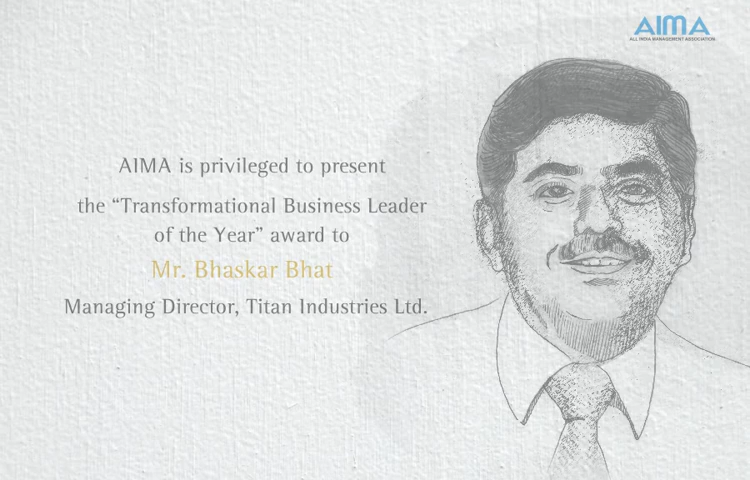 AIMA
ALL INDIA MANAGEMENT ASSOCIATION
AIMA is privileged to present
the “Transformational Business Leader
of the Year” award to
Mr. Bhaskar Bhat
Managing Director, Titan Industries Ltd.